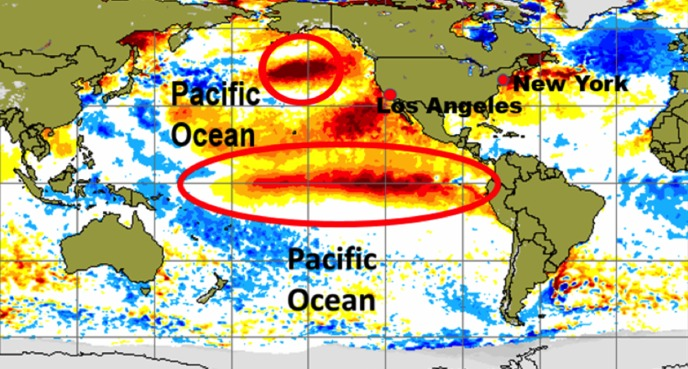 New York
Pacific
Ocean
Los Angeles
Pacific
Ocean